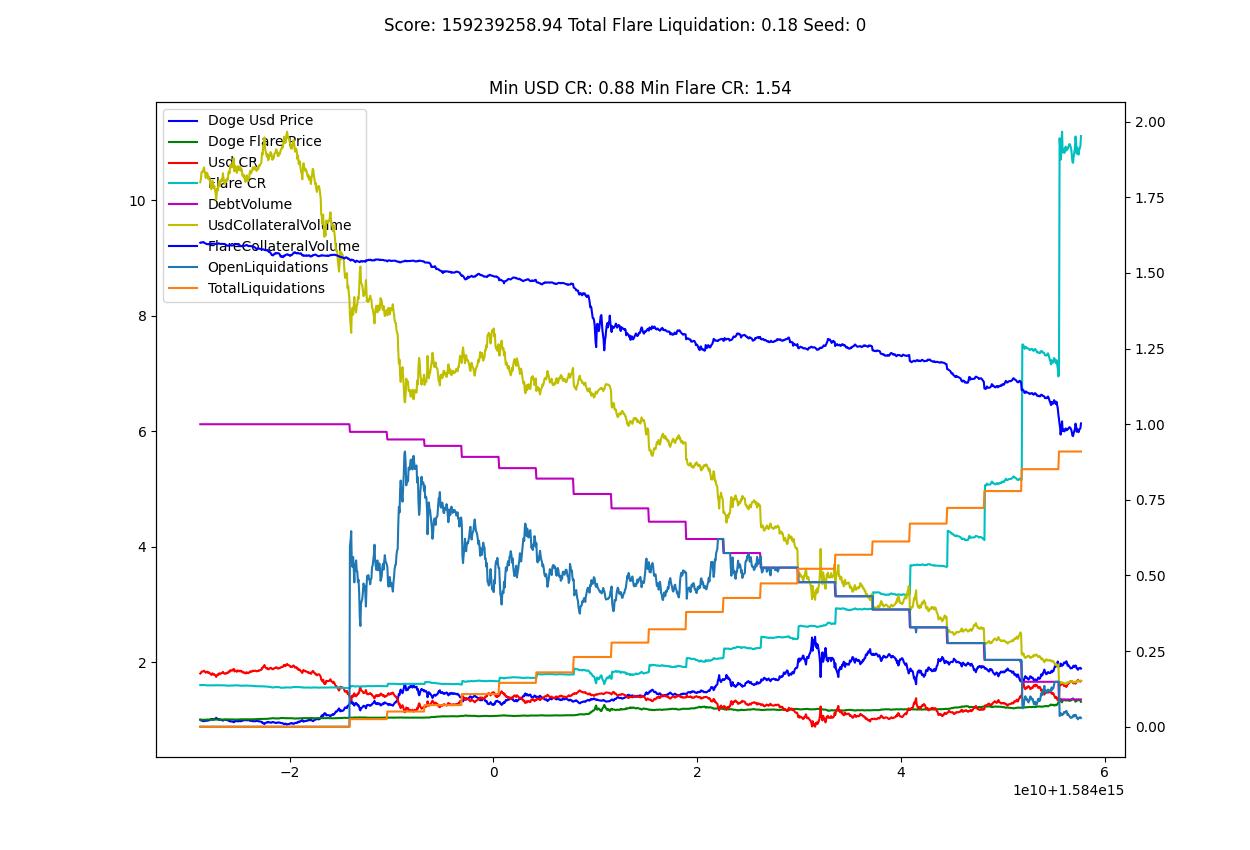 Score: 159239258.94 Total Flare Liquidation: 0.18 Seed: 0
Min USD CR: 0.88 Min Flare CR: 1.54
Doge Usd Price
Doge Flare Price
Usd CR
Flare CR
DebtVolume
UsdCollateralVolume
FlareCollateralVolume
OpenLiquidations
TotalLiquidations
10
8
6
4
2
2.00
1.75
1.50
1.25
1.00
0.75
0.50
0.25
0.00
−2
0
2
4
6
1e10+1.584e15